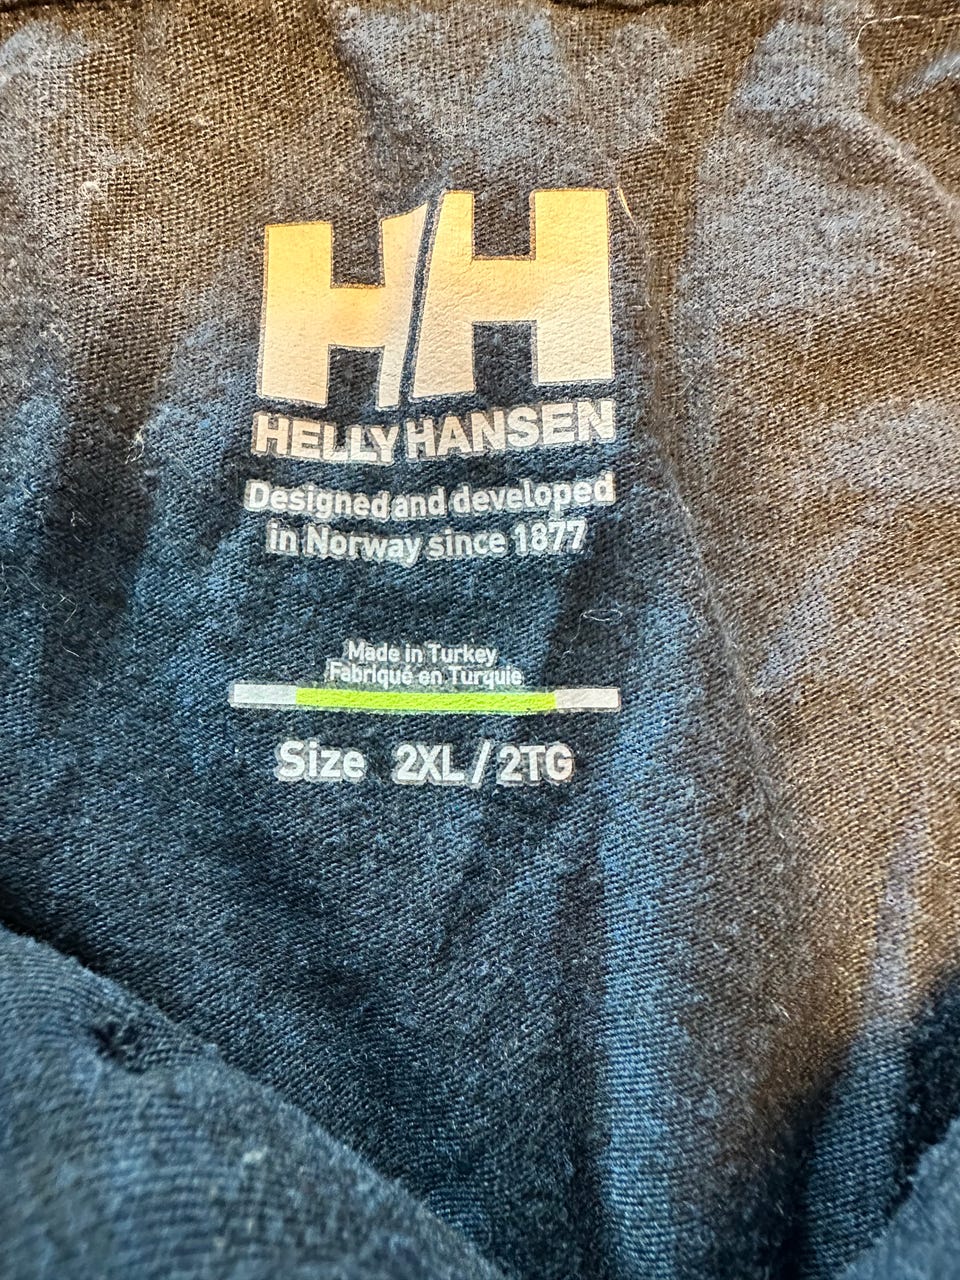 HH
HELLY HANSEN
Designed and developed
in Norway since 1877
Made in Turkey
Fabriqué en Turquie
Size 2XL / 2TG